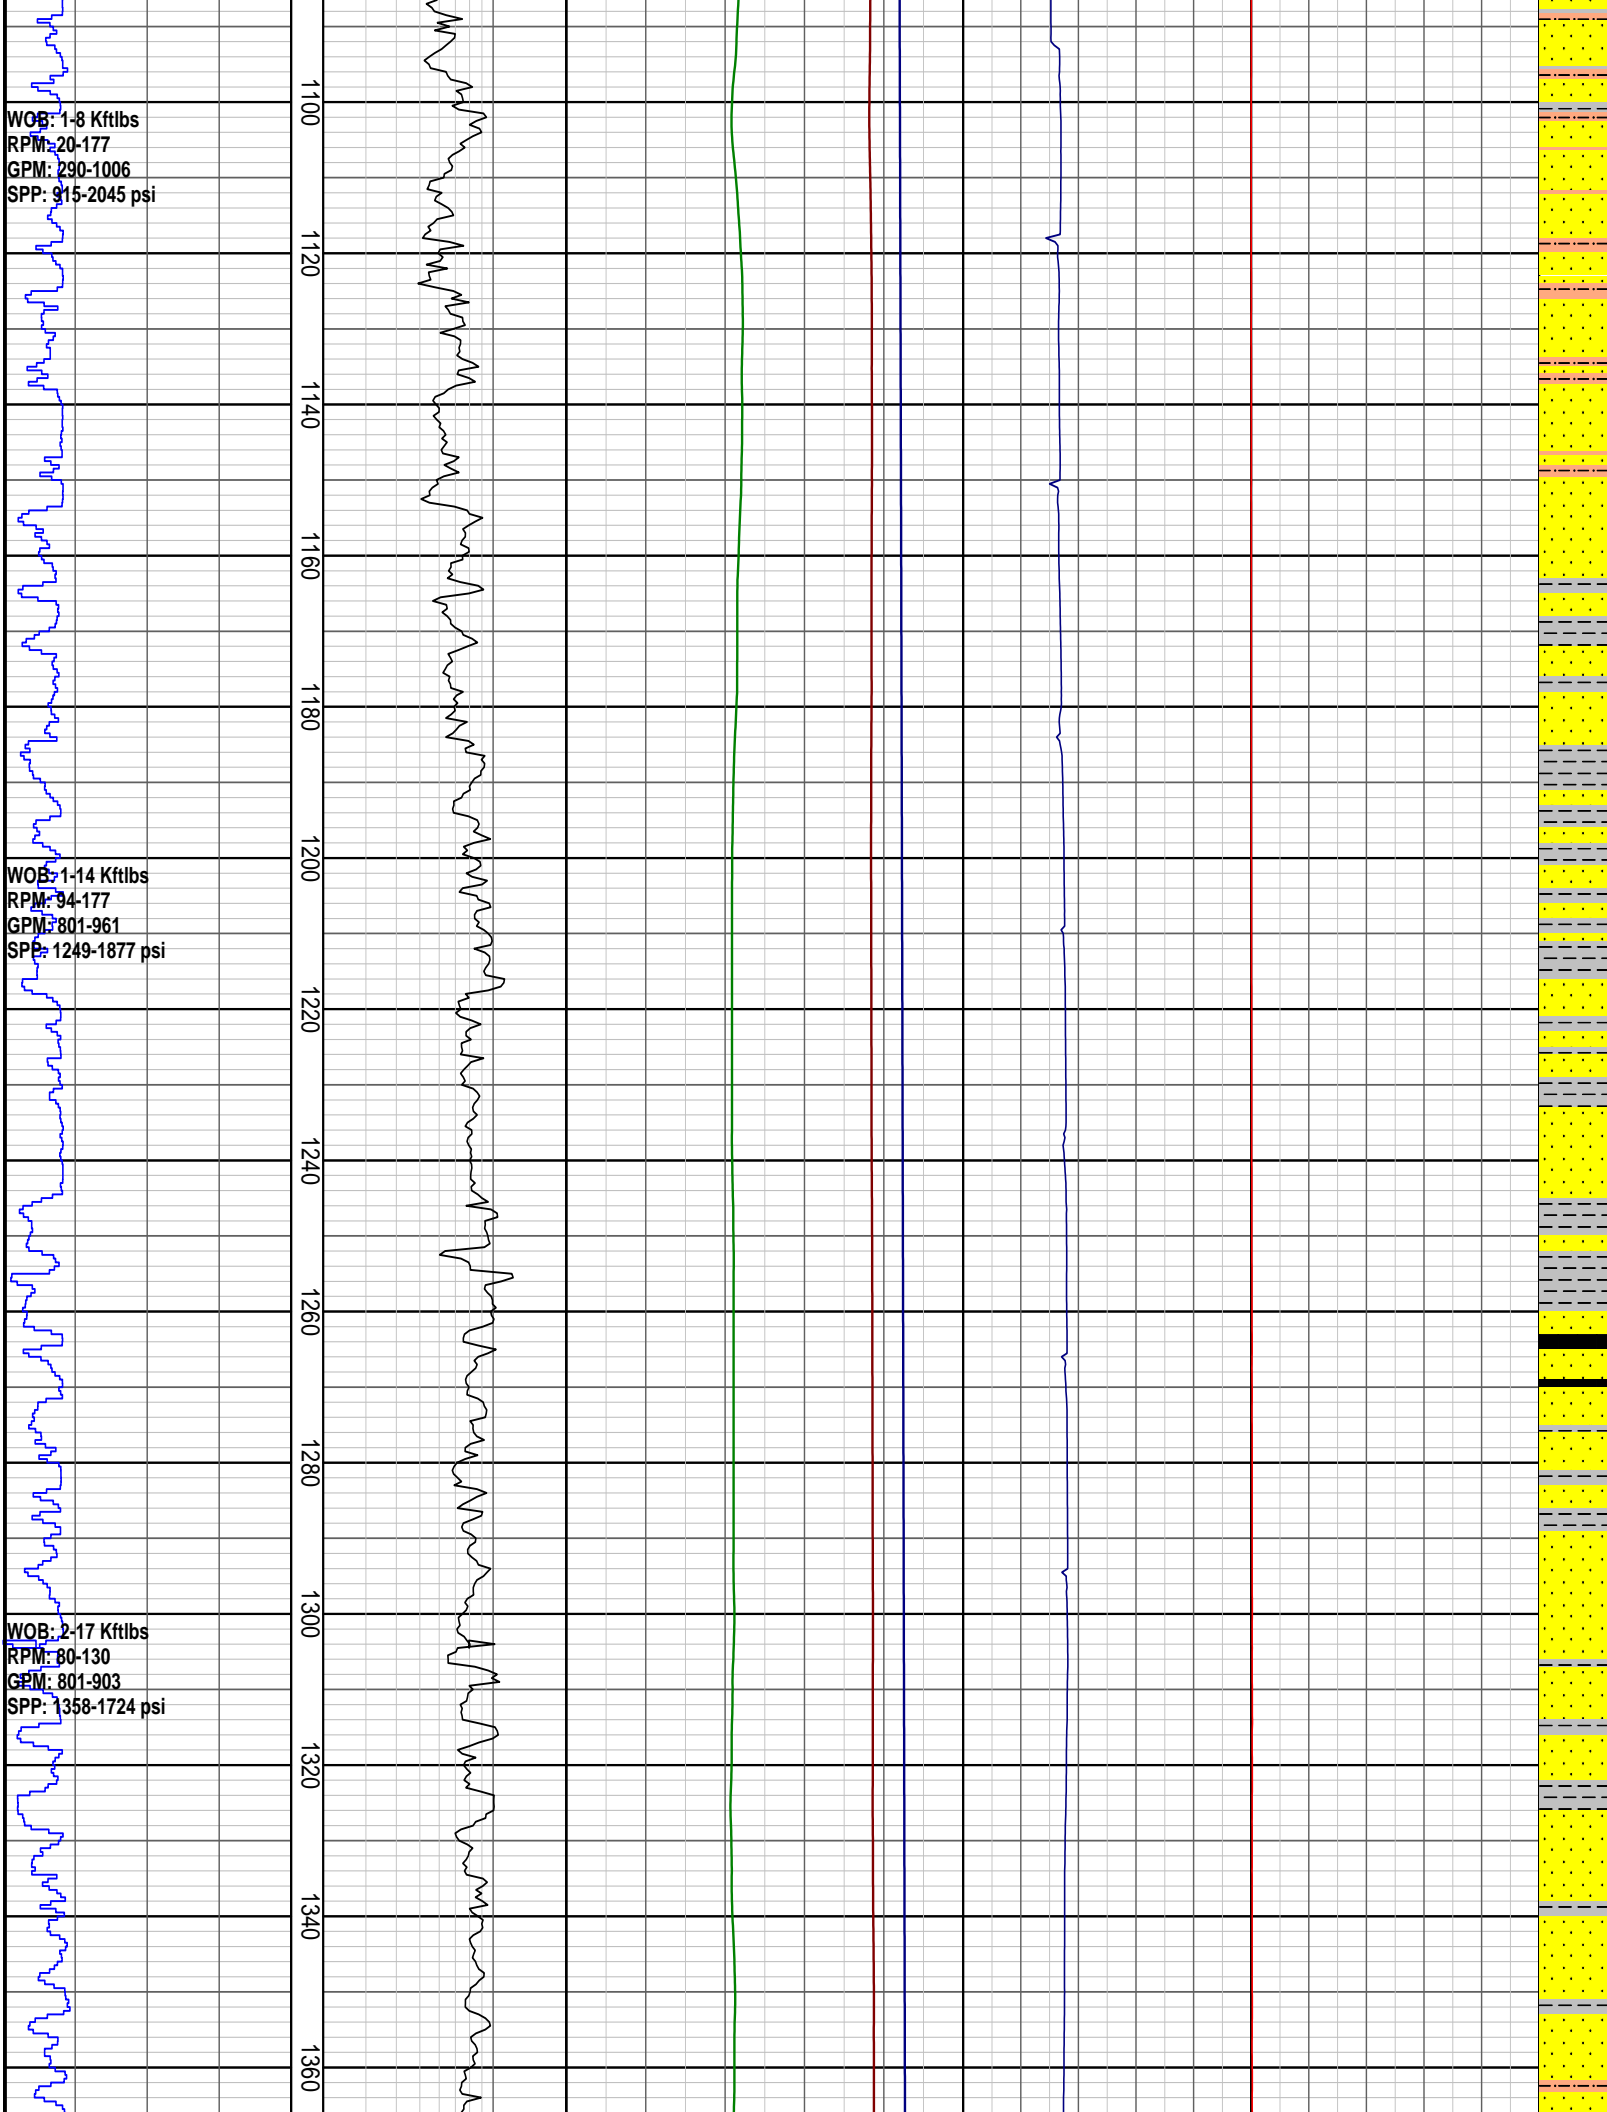 1100
WOB: 1-8 Kftlbs
RPM: 20-177
GPM: 290-1006
SPP: 915-2045 psi
1120
1140
1160
1180
1200
WOB: 1-14 Kftlbs
RPM: 94-177
GPM: 801-961
SPP: 1249-1877 psi
1220
1240
1260
1280
1300
WOB: 2-17 Kftlbs
RPM: 80-130
GPM: 801-903
SPP: 1358-1724 psi
1320
1340
1360